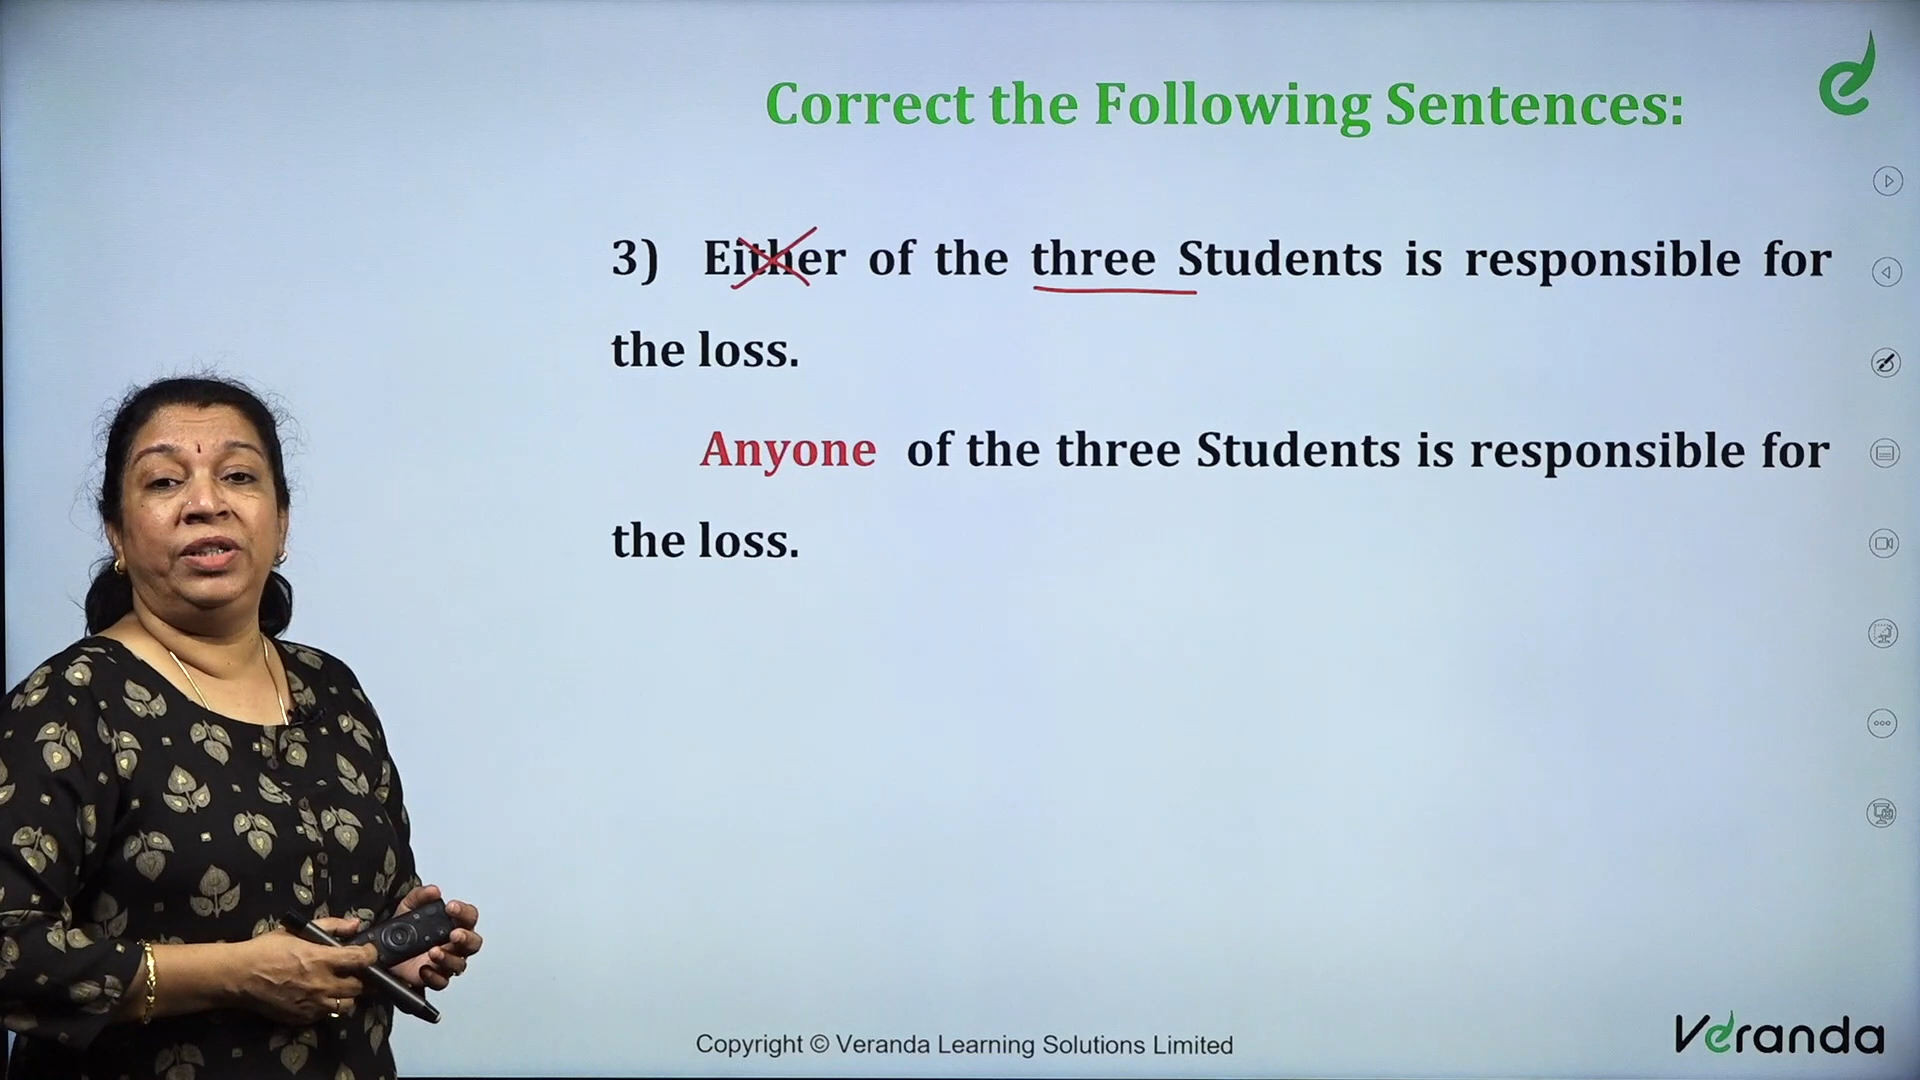 Correct the Following Sentences:
3) Either of the three Students is responsible for
the loss.
Anyone of the three Students is responsible for
the loss.
Copyright © Veranda Learning Solutions Limited
Veranda